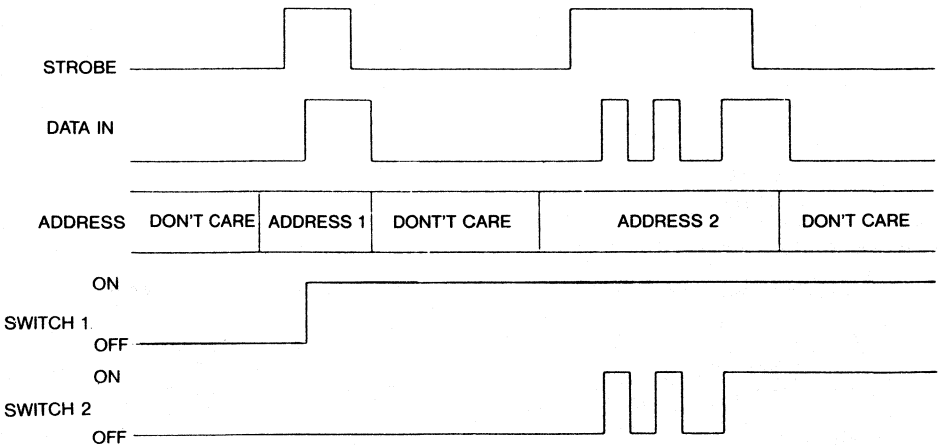 STROBE
DATA IN
ADDRESS DON'T CARE ADDRESS 1 DONT'T CARE ADDRESS 2 DON'T CARE
ON
SWITCH 1
OFF
ON
SWITCH 2
OFF